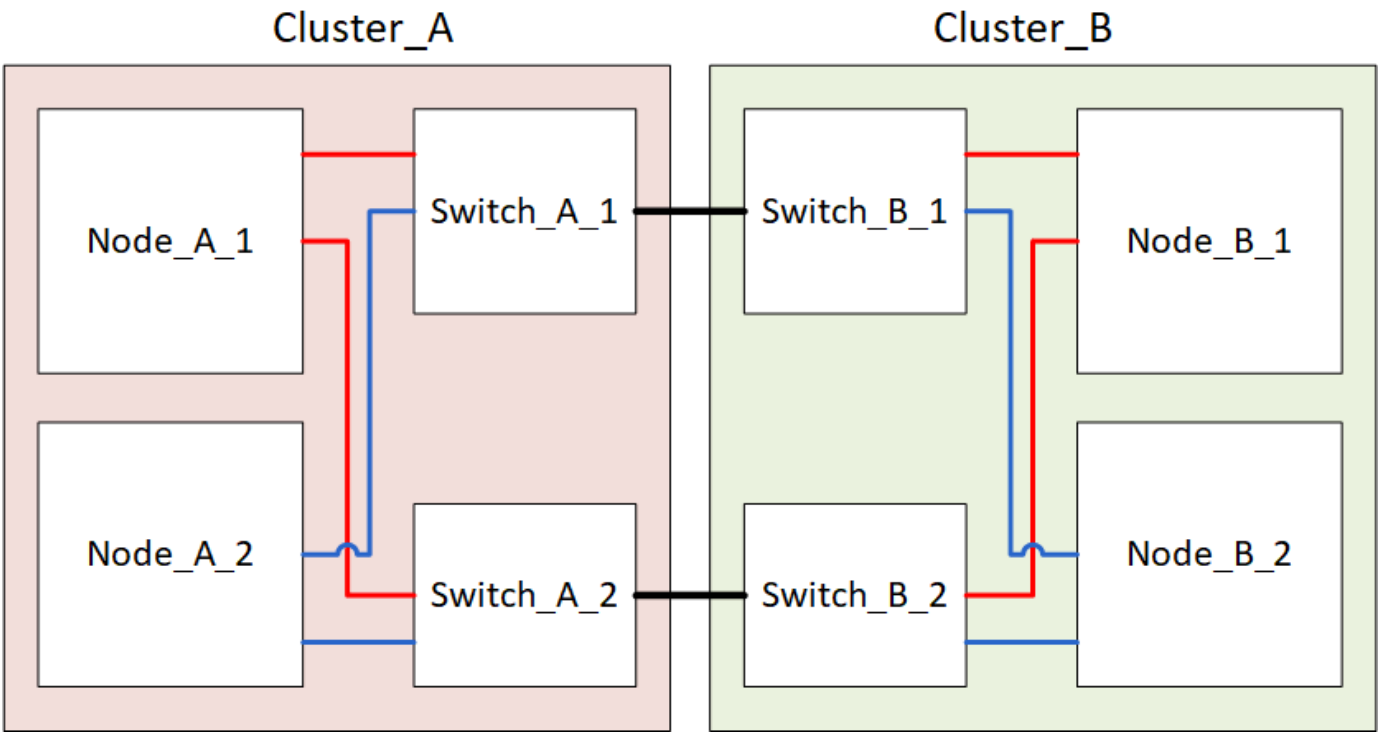 Cluster_A
Cluster_B
Node_A_1
Switch_A_1
Switch_B_1
Node_B_1
Node_A_2
Switch_A_2
Switch_B_2
Node_B_2